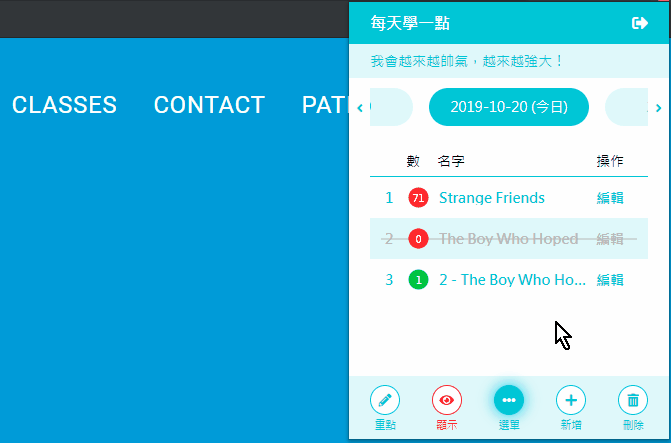 每天學一點
我會越來越帥氣，越來越強大！
CLASSES CONTACT
2019-10-20 (今日)
數 名字 操作
1 71 Strange Friends 編輯
2 0 The Boy Who Hoped 編輯
3 1 2 - The Boy Who Ho... 編輯
重點 顯示 選單 新增 刪除